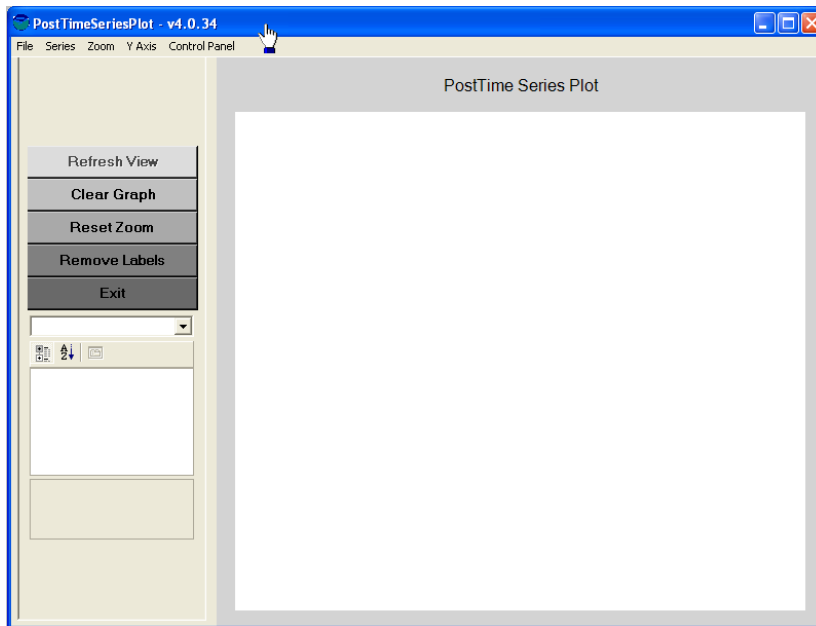 PostTimeSeriesPlot - v4.0.34
File Series Zoom Y Axis Control Panel
PostTime Series Plot
Refresh View
Clear Graph
Reset Zoom
Remove Labels
Exit